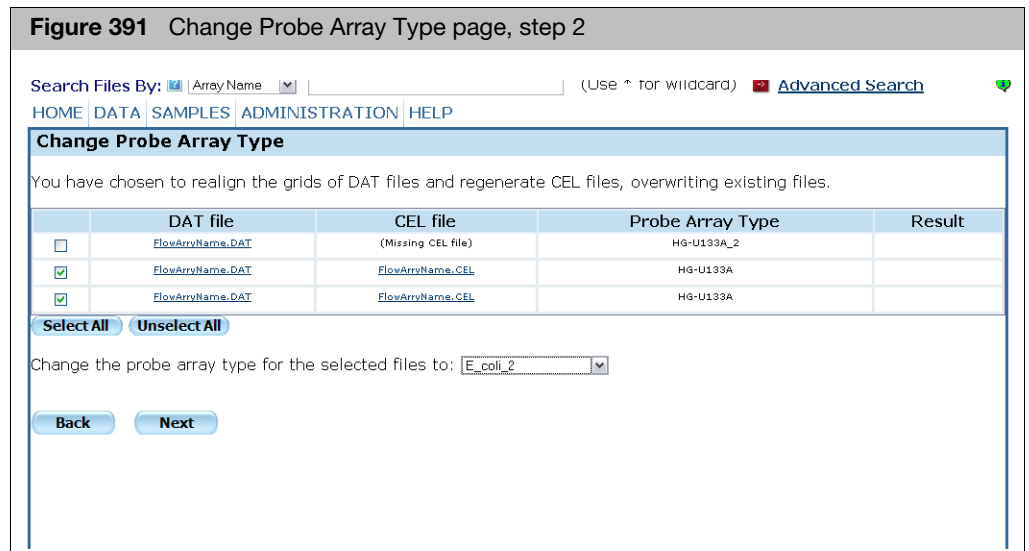 Figure 391 Change Probe Array Type page, step 2
Search Files By: ? Array Name (Use * for wildcard) Advanced Search
HOME DATA SAMPLES ADMINISTRATION HELP
Change Probe Array Type
You have chosen to realign the grids of DAT files and regenerate CEL files, overwriting existing files.
DAT file CEL file Probe Array Type Result
FlowArryName.DAT (Missing CEL file) HG-U133A_2
FlowArryName.DAT FlowArryName.CEL HG-U133A
FlowArryName.DAT FlowArryName.CEL HG-U133A
Select All Unselect All
Change the probe array type for the selected files to: E_coli_2
Back Next